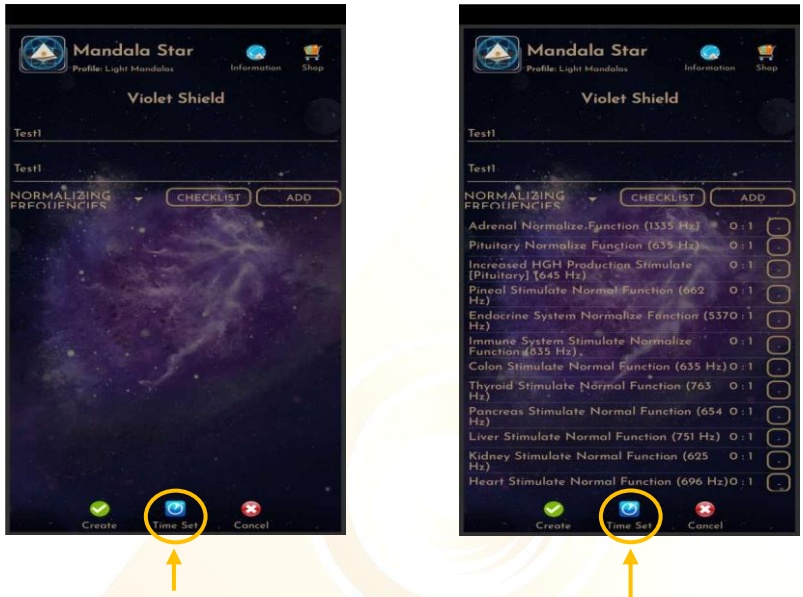 Mandala Star
Profile: Light Mandalas
Information
Shop
Violet Shield
Test1
Test1
NORMALIZING
FREQUENCIES
CHECKLIST
ADD
Create
Time Set
Cancel
Mandala Star
Profile: Light Mandalas
Information
Shop
Violet Shield
Test1
Test1
NORMALIZING
FREQUENCIES
CHECKLIST
ADD
Adrenal Normalize Function (1335 Hz) 0 : 1
Pituitary Normalize Function (635 Hz) 0 : 1
Increased HGH Production Stimulate 0 : 1
[Pituitary] (645 Hz)
Pineal Stimulate Normal Function (662 0 : 1
Hz)
Endocrine System Normalize Function (5370 : 1
Hz)
Immune System Stimulate Normalize 0 : 1
Function (835 Hz)
Colon Stimulate Normal Function (635 Hz) 0 : 1
Thyroid Stimulate Normal Function (763 0 : 1
Hz)
Pancreas Stimulate Normal Function (654 0 : 1
Hz)
Liver Stimulate Normal Function (751 Hz) 0 : 1
Kidney Stimulate Normal Function (625 0 : 1
Hz)
Heart Stimulate Normal Function (696 Hz) 0 : 1
Create
Time Set
Cancel